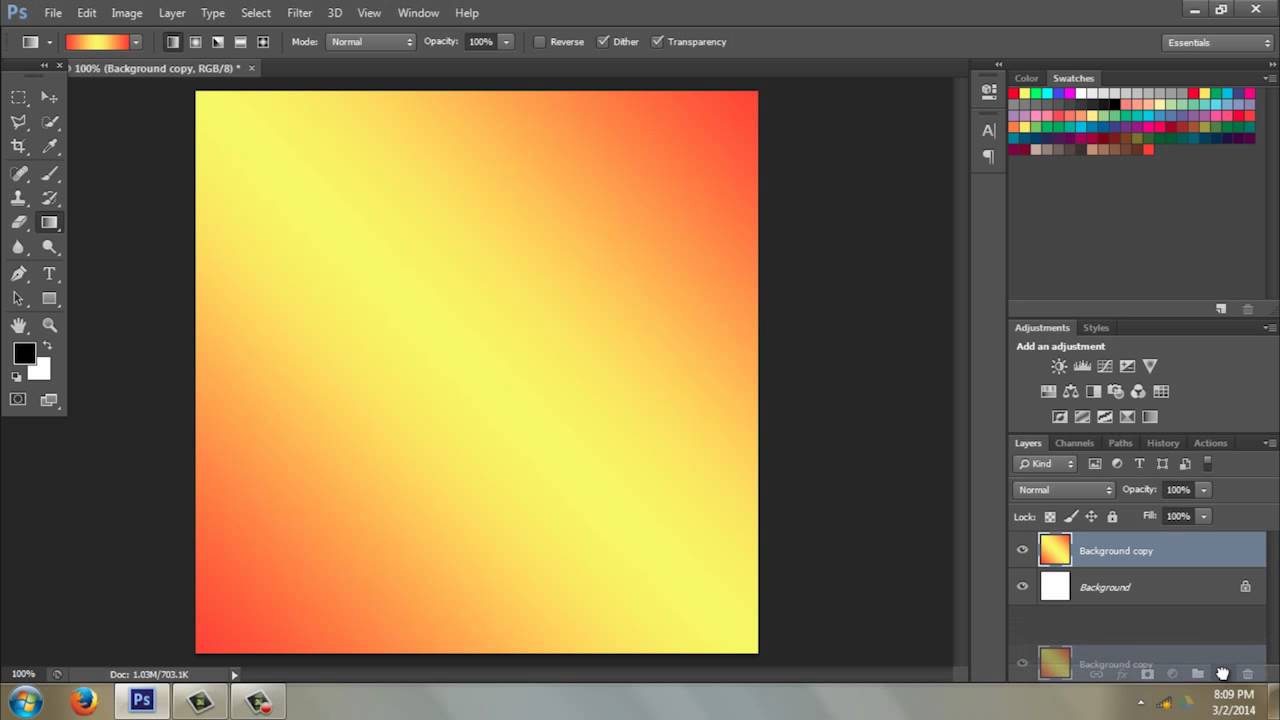 Ps File Edit Image Layer Type Select Filter 3D View Window Help
Mode: Normal Opacity: 100% Reverse Dither Transparency Essentials
100% (Background copy, RGB/8) * ×
Color Swatches
Adjustments Styles
Add an adjustment
Layers Channels Paths History Actions
Kind
Normal Opacity: 100%
Lock: Fill: 100%
Background copy
Background
Background copy
100% Doc: 1.03M/703.1K
Ps
8:09 PM
3/2/2014